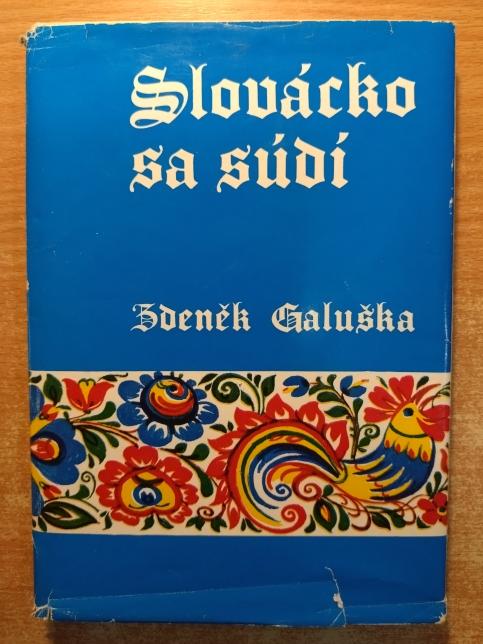 Slovácko
sa súdí
Zdeněk Galuška